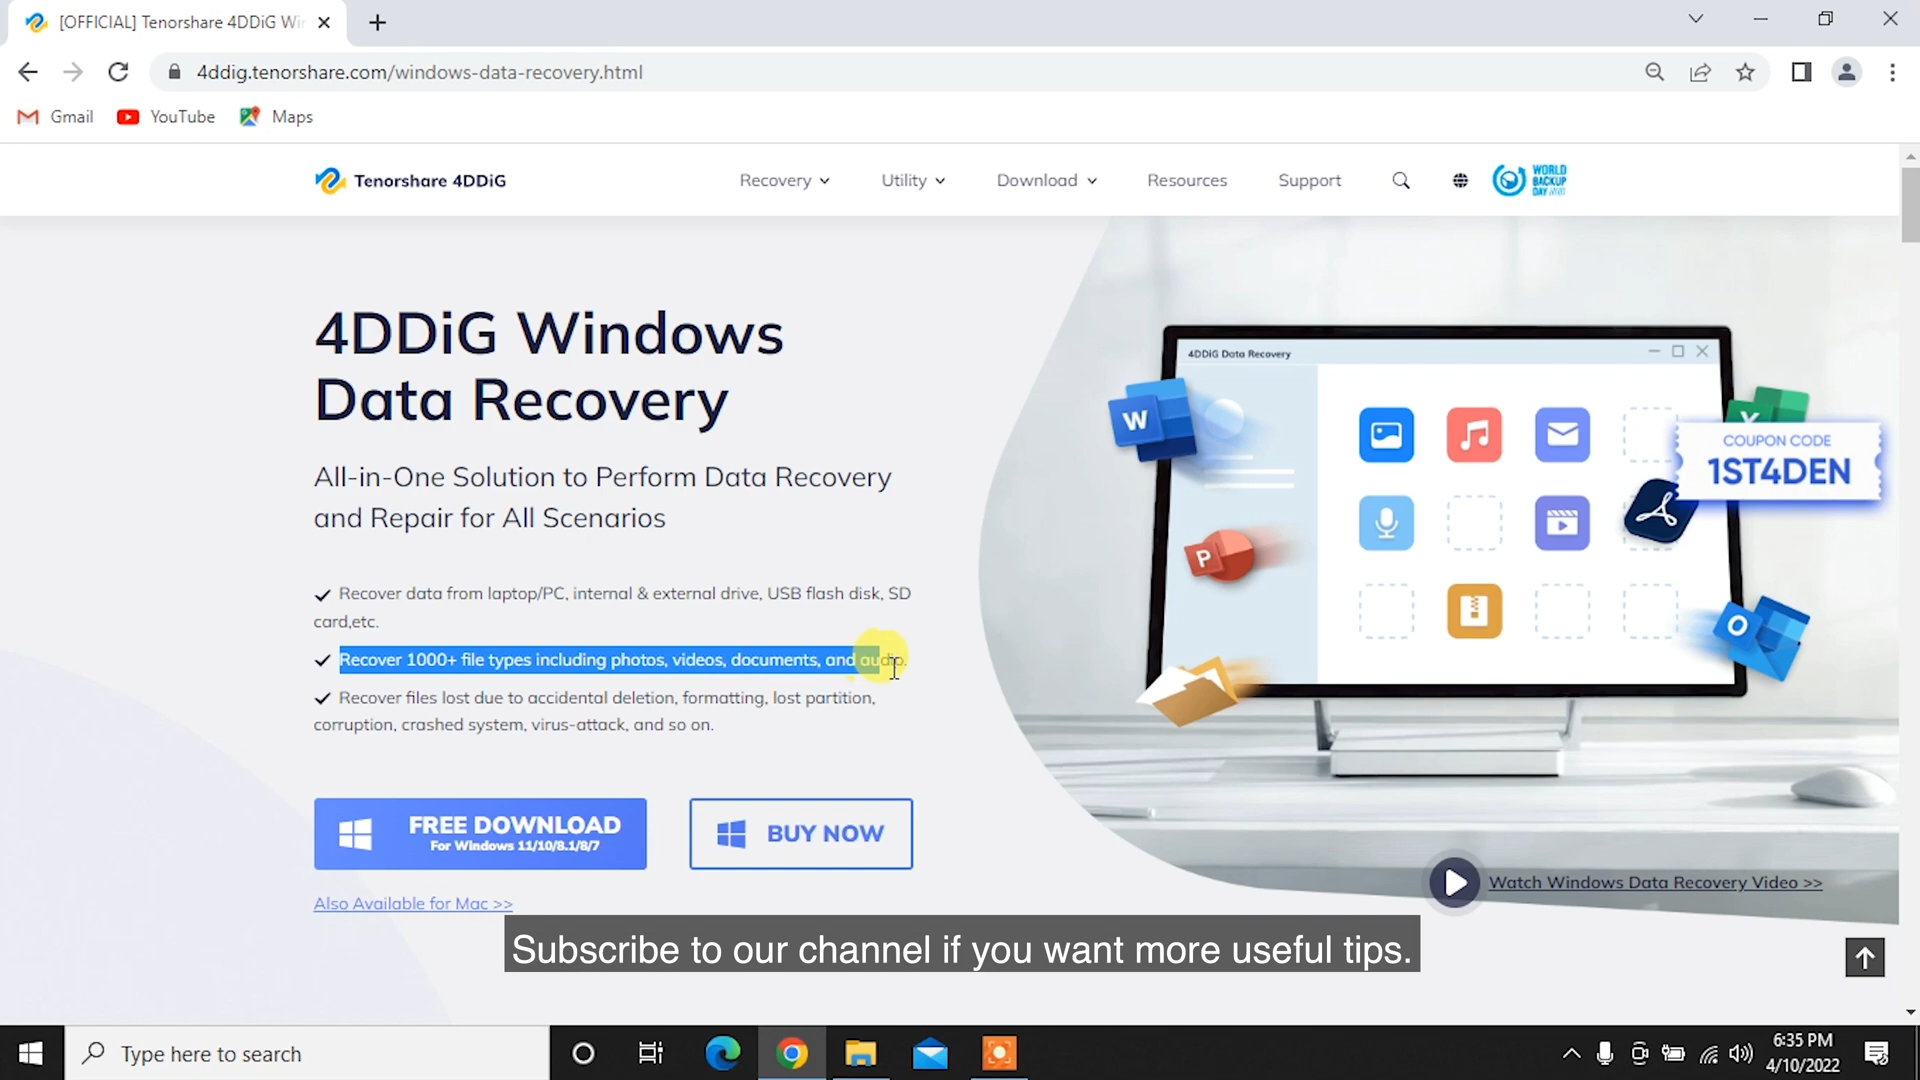 [OFFICIAL] Tenorshare 4DDiG Wi
4ddig.tenorshare.com/windows-data-recovery.html
Gmail
YouTube
Maps
Tenorshare 4DDiG
Recovery
Utility
Download
Resources
Support
WORLD
BACKUP
DAY
4DDiG Windows
Data Recovery
All-in-One Solution to Perform Data Recovery
and Repair for All Scenarios
Recover data from laptop/PC, internal & external drive, USB flash disk, SD
card,etc.
Recover 1000+ file types including photos, videos, documents, and audio.
Recover files lost due to accidental deletion, formatting, lost partition,
corruption, crashed system, virus-attack, and so on.
FREE DOWNLOAD
For Windows 11/10/8.1/8/7
BUY NOW
Also Available for Mac >>
4DDiG Data Recovery
W
P
X
O
COUPON CODE
1ST4DEN
Watch Windows Data Recovery Video >>
Subscribe to our channel if you want more useful tips.
Type here to search
6:35 PM
4/10/2022